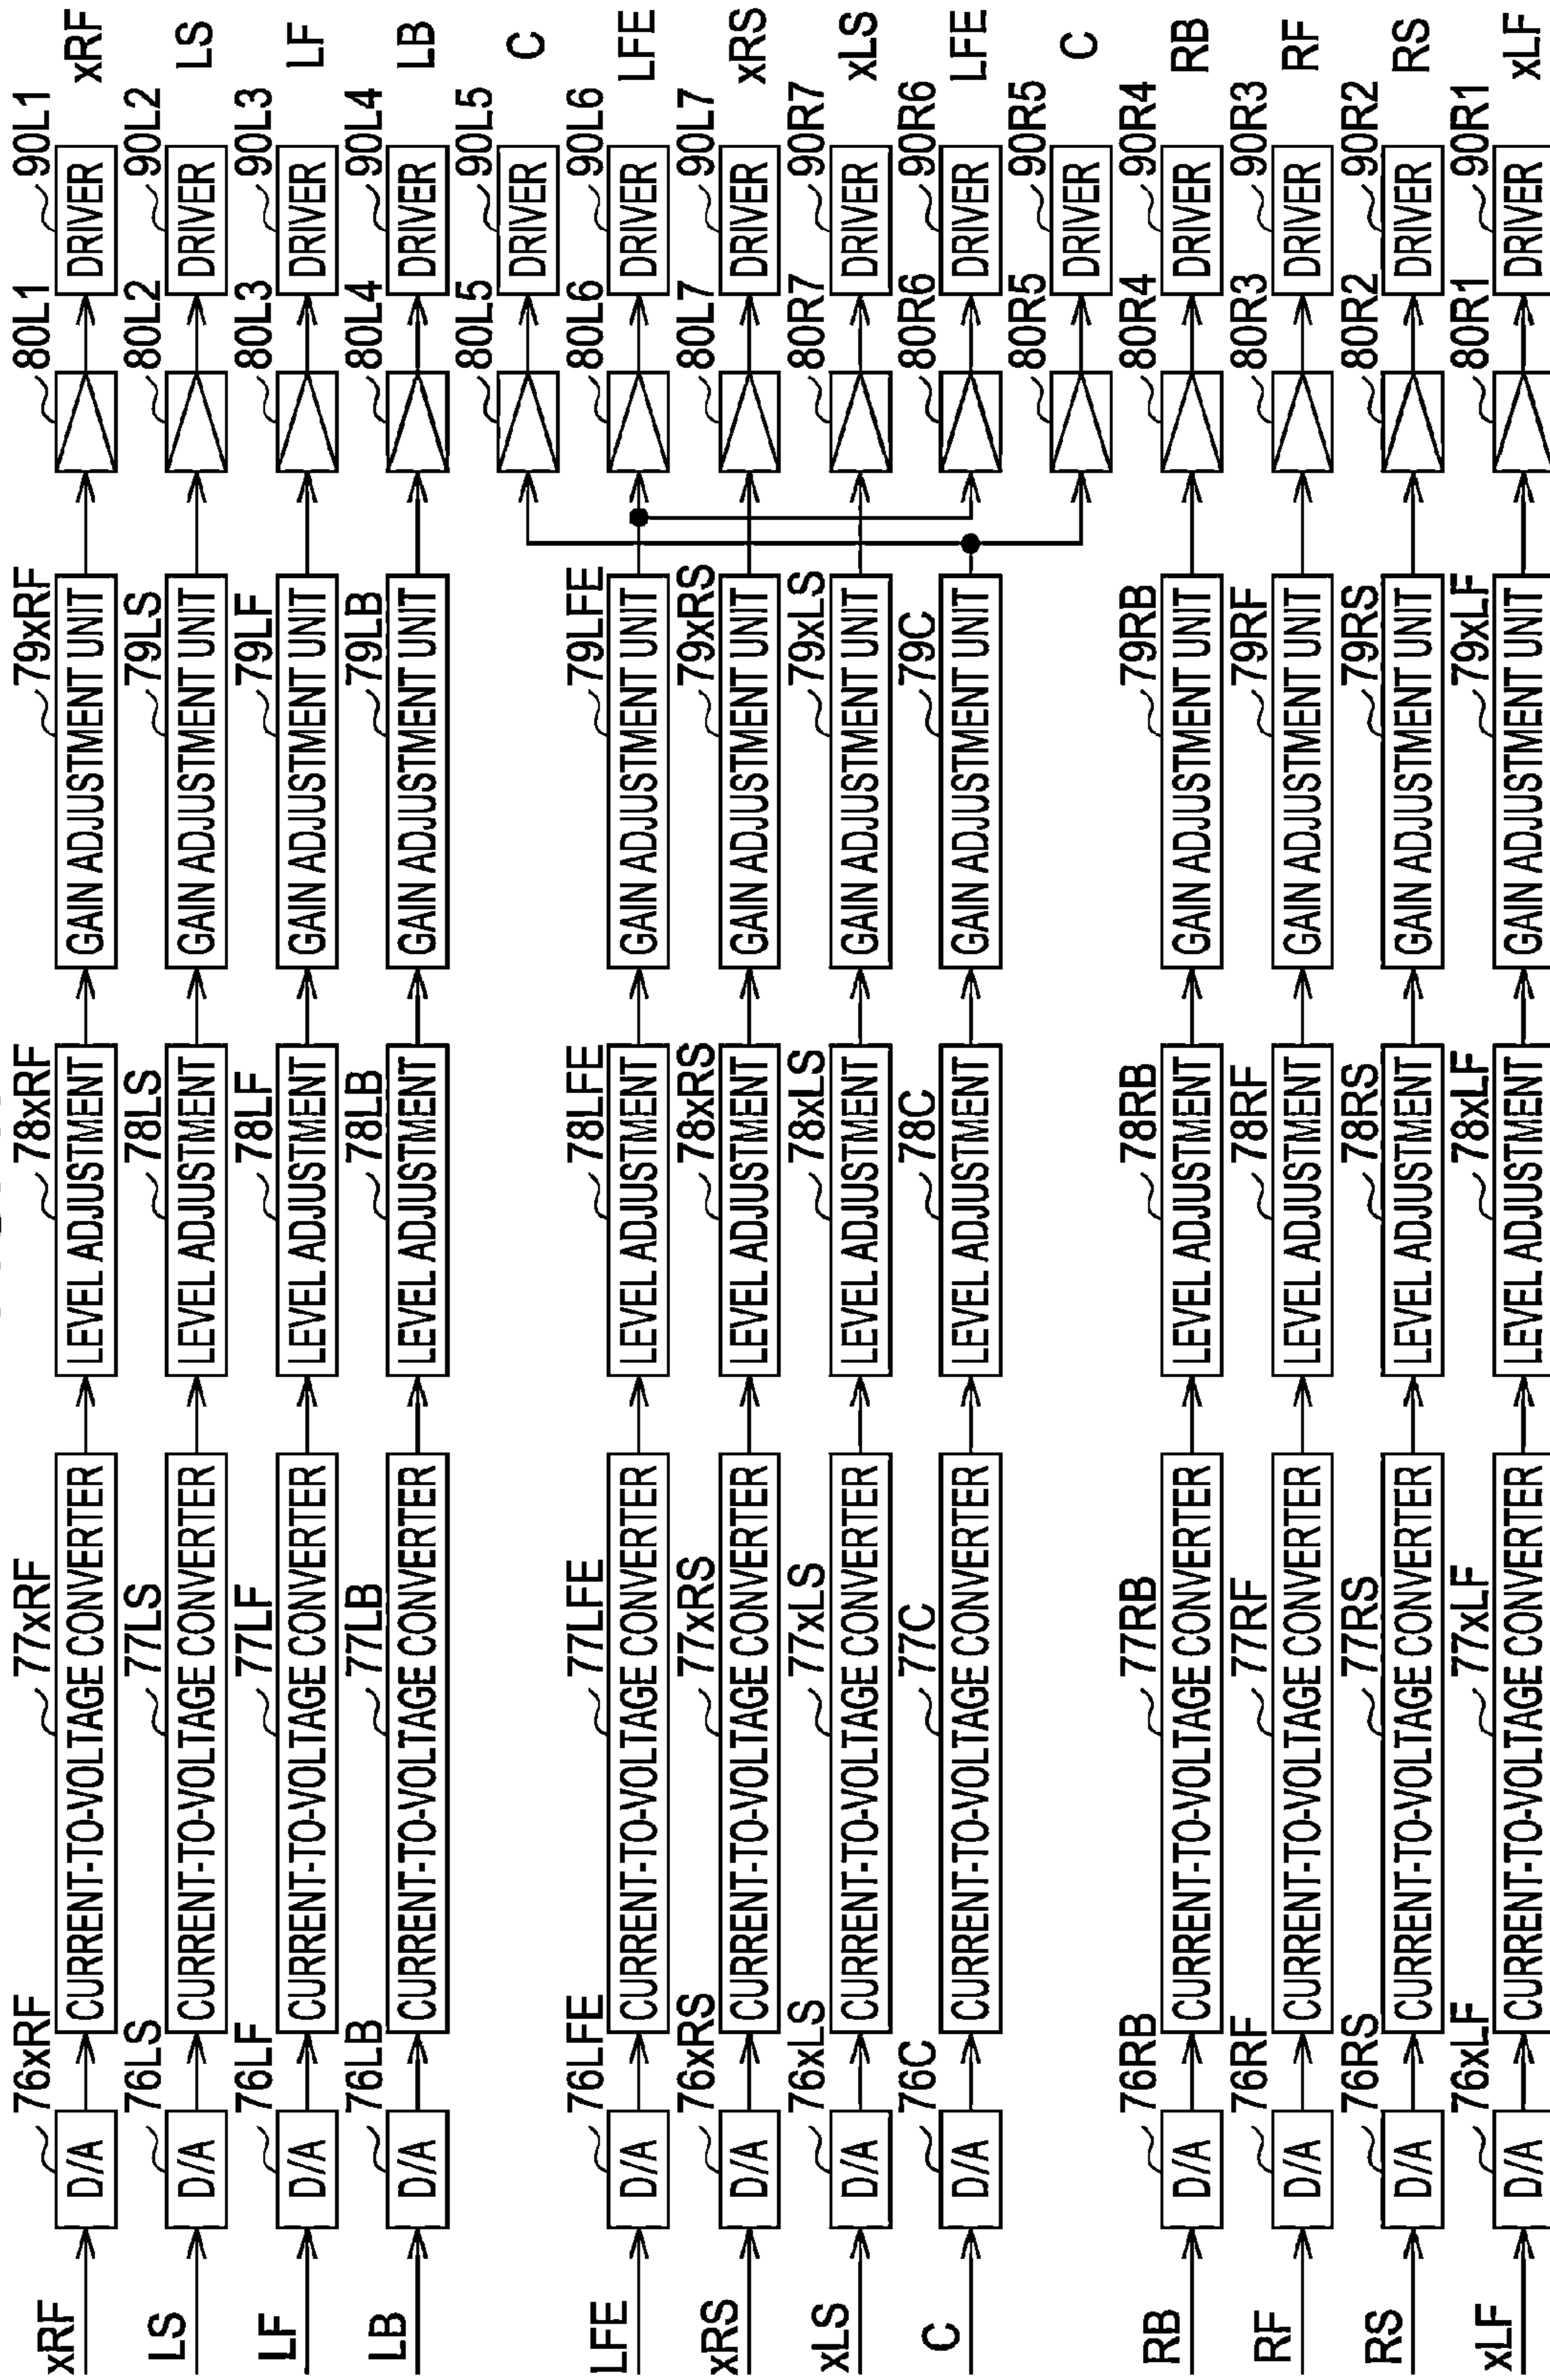 76xRF 77xRF 78xRF 79xRF 80L1 90L1
xRF D/A CURRENT-TO-VOLTAGE CONVERTER LEVEL ADJUSTMENT GAIN ADJUSTMENT UNIT DRIVER xRF
76LS 77LS 78LS 79LS 80L2 90L2
LS D/A CURRENT-TO-VOLTAGE CONVERTER LEVEL ADJUSTMENT GAIN ADJUSTMENT UNIT DRIVER LS
76LF 77LF 78LF 79LF 80L3 90L3
LF D/A CURRENT-TO-VOLTAGE CONVERTER LEVEL ADJUSTMENT GAIN ADJUSTMENT UNIT DRIVER LF
76LB 77LB 78LB 79LB 80L4 90L4
LB D/A CURRENT-TO-VOLTAGE CONVERTER LEVEL ADJUSTMENT GAIN ADJUSTMENT UNIT DRIVER LB
80L5 90L5
DRIVER C
76LFE 77LFE 78LFE 79LFE 80L6 90L6
LFE D/A CURRENT-TO-VOLTAGE CONVERTER LEVEL ADJUSTMENT GAIN ADJUSTMENT UNIT DRIVER LFE
76xRS 77xRS 78xRS 79xRS 80L7 90L7
xRS D/A CURRENT-TO-VOLTAGE CONVERTER LEVEL ADJUSTMENT GAIN ADJUSTMENT UNIT DRIVER xRS
76xLS 77xLS 78xLS 79xLS 80R7 90R7
xLS D/A CURRENT-TO-VOLTAGE CONVERTER LEVEL ADJUSTMENT GAIN ADJUSTMENT UNIT DRIVER xLS
76C 77C 78C 79C 80R6 90R6
C D/A CURRENT-TO-VOLTAGE CONVERTER LEVEL ADJUSTMENT GAIN ADJUSTMENT UNIT DRIVER LFE
80R5 90R5
DRIVER C
76RB 77RB 78RB 79RB 80R4 90R4
RB D/A CURRENT-TO-VOLTAGE CONVERTER LEVEL ADJUSTMENT GAIN ADJUSTMENT UNIT DRIVER RB
76RF 77RF 78RF 79RF 80R3 90R3
RF D/A CURRENT-TO-VOLTAGE CONVERTER LEVEL ADJUSTMENT GAIN ADJUSTMENT UNIT DRIVER RF
76RS 77RS 78RS 79RS 80R2 90R2
RS D/A CURRENT-TO-VOLTAGE CONVERTER LEVEL ADJUSTMENT GAIN ADJUSTMENT UNIT DRIVER RS
76xLF 77xLF 78xLF 79xLF 80R1 90R1
xLF D/A CURRENT-TO-VOLTAGE CONVERTER LEVEL ADJUSTMENT GAIN ADJUSTMENT UNIT DRIVER xLF